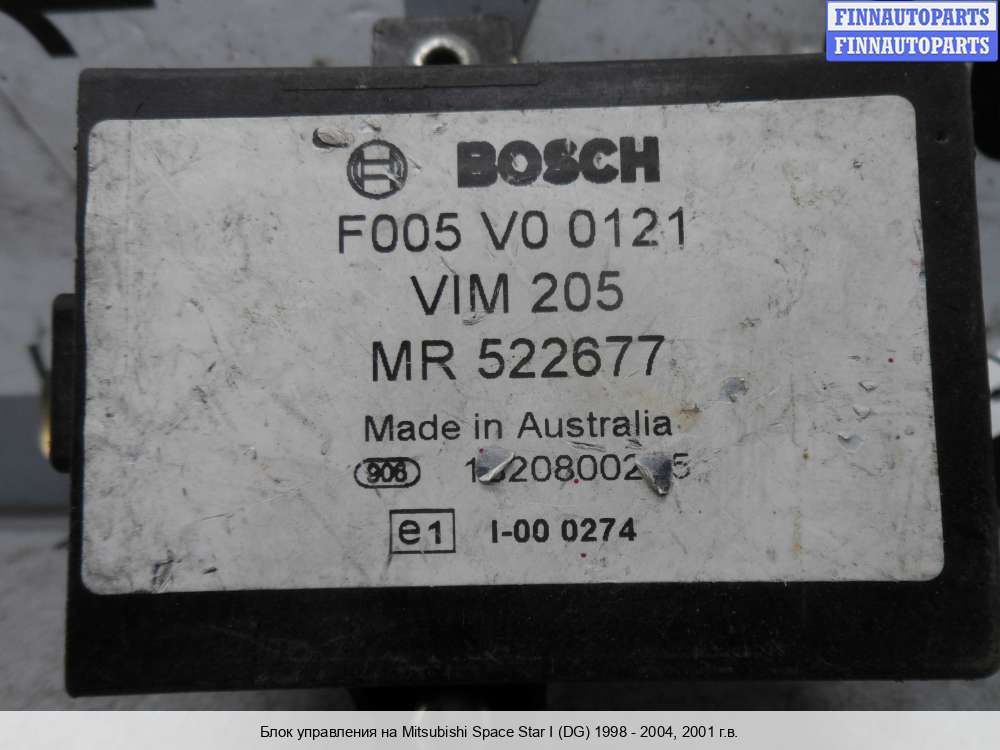 FINNAUTOPARTS
FINNAUTOPARTS
BOSCH
F005 V0 0121
VIM 205
MR 522677
Made in Australia
908
e1 I-00 0274
Блок управления на Mitsubishi Space Star I (DG) 1998 - 2004, 2001 г.в.